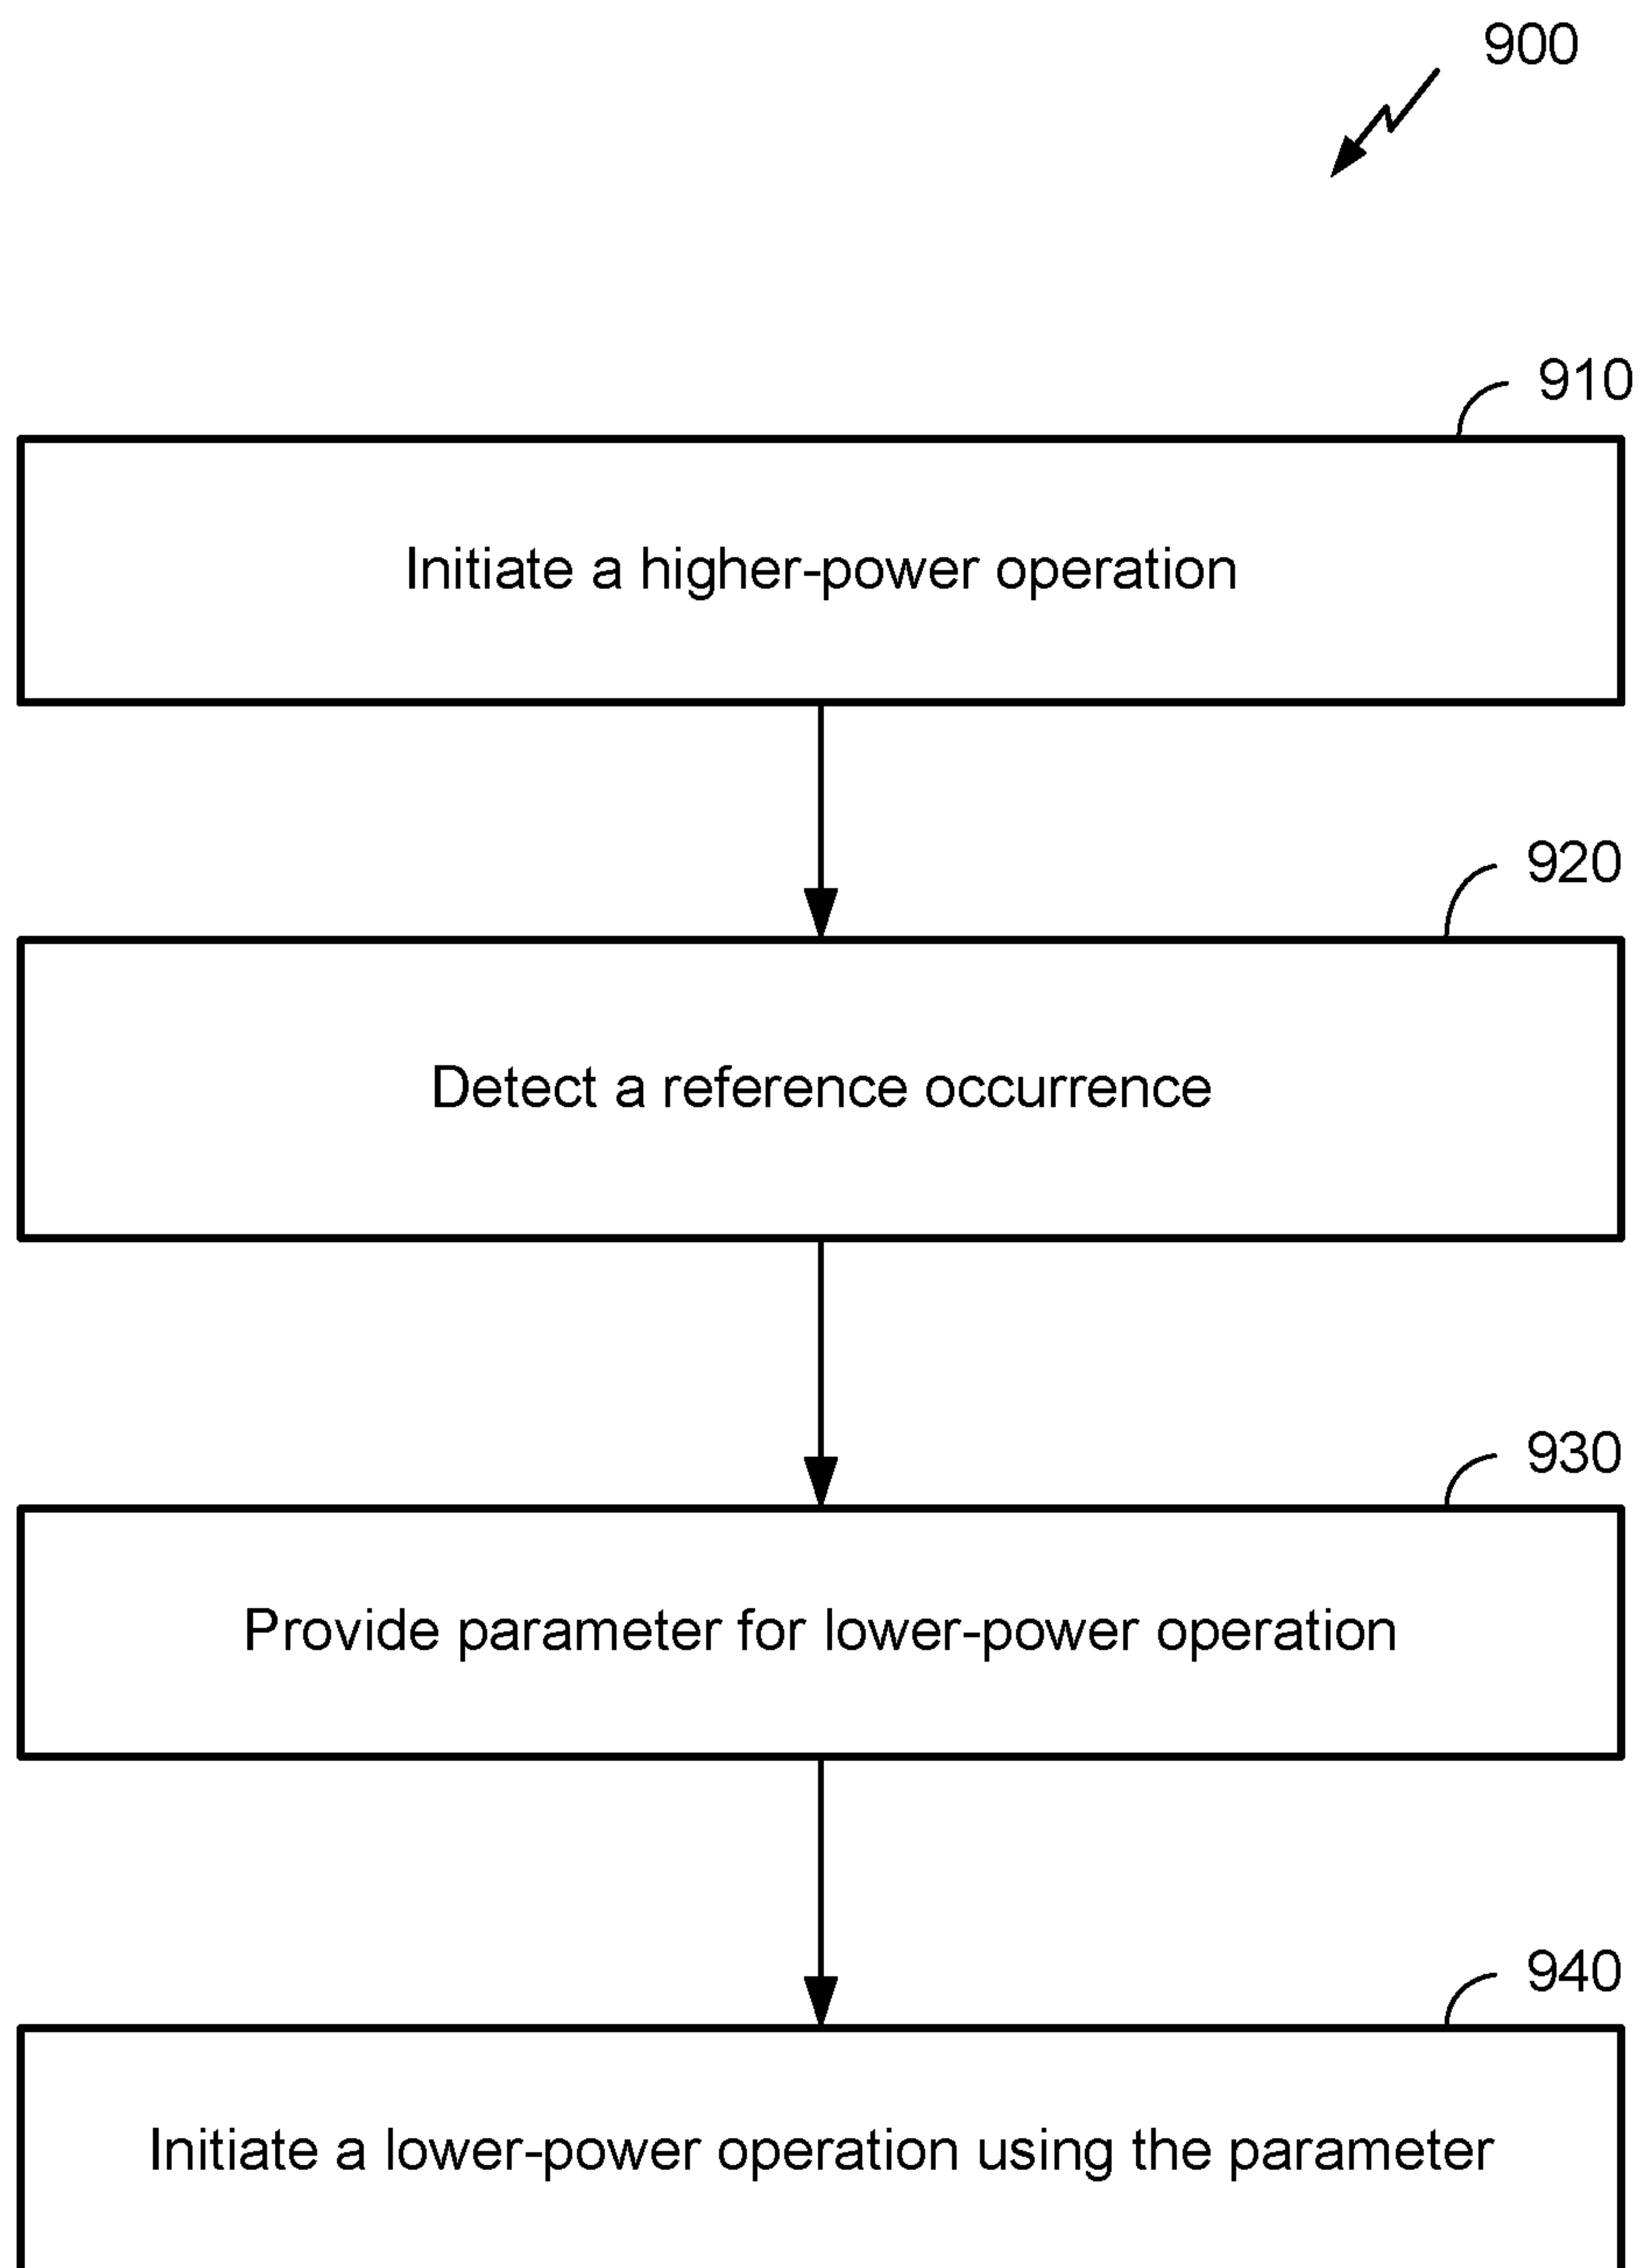 900
910
Initiate a higher-power operation
920
Detect a reference occurrence
930
Provide parameter for lower-power operation
940
Initiate a lower-power operation using the parameter